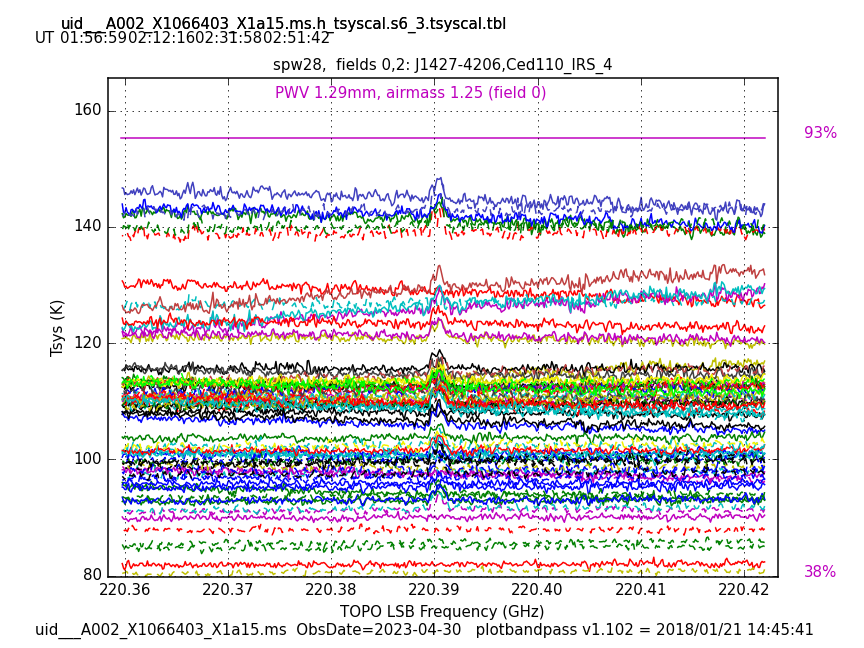 uid___A002_X1066403_X1a15.ms.h_tsyscal.s6_3.tsyscal.tbl
UT 01:56:5902:12:1602:31:5802:51:42
spw28,  fields 0,2: J1427-4206,Ced110_IRS_4
PWV 1.29mm, airmass 1.25 (field 0)
160
93%
140
Tsys (K)
120
100
80
38%
220.36 220.37 220.38 220.39 220.40 220.41 220.42
TOPO LSB Frequency (GHz)
uid___A002_X1066403_X1a15.ms  ObsDate=2023-04-30   plotbandpass v1.102 = 2018/01/21 14:45:41